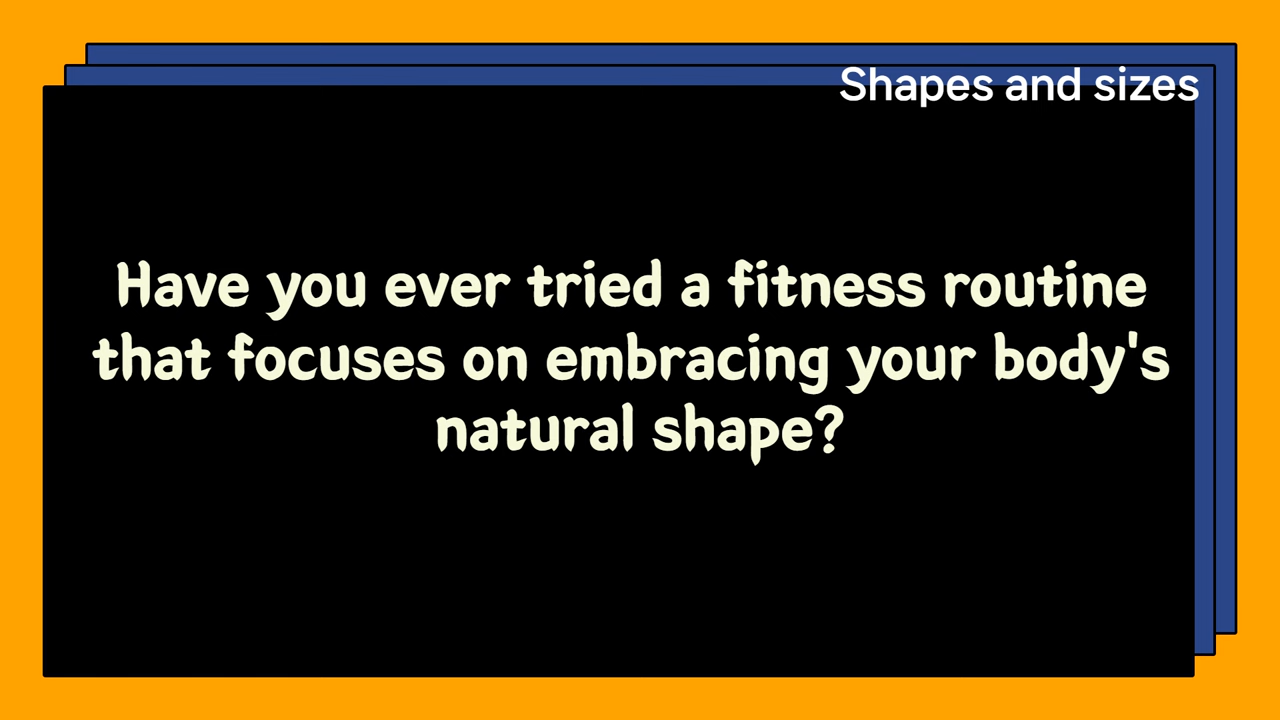 Shapes and sizes
Have you ever tried a fitness routine
that focuses on embracing your body's
natural shape?